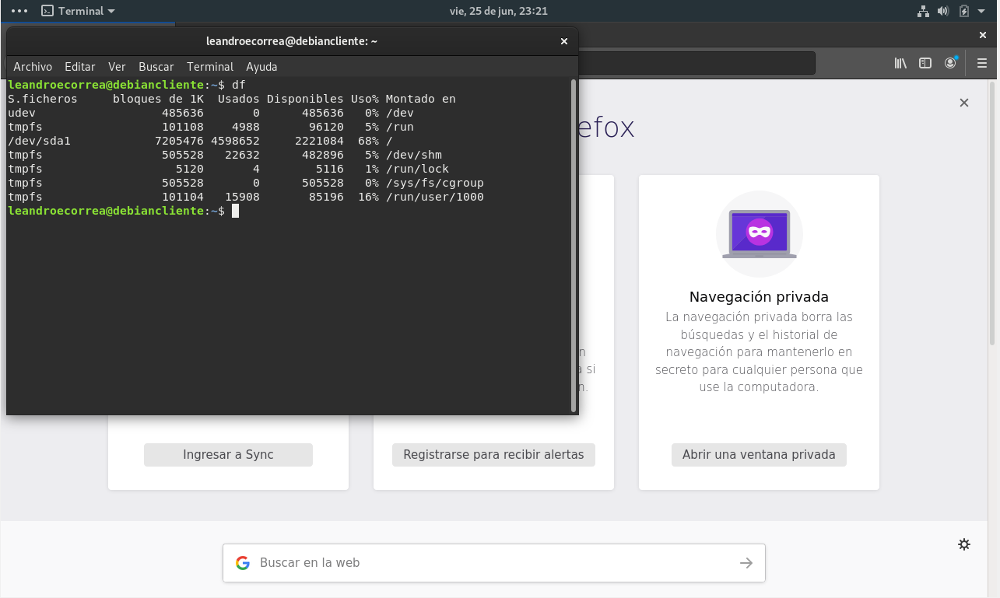 Terminal
vie, 25 de jun, 23:21
leandroecorrea@debiancliente: ~
Archivo Editar Ver Buscar Terminal Ayuda
leandroecorrea@debiancliente:~$ df
S.ficheros     bloques de 1K  Usados Disponibles Uso% Montado en
udev                  485636       0      485636   0% /dev
tmpfs                 101108    4988       96120   5% /run
/dev/sda1            7205476 4598652     2221084  68% /
tmpfs                 505528   22632      482896   5% /dev/shm
tmpfs                   5120       4        5116   1% /run/lock
tmpfs                 505528       0      505528   0% /sys/fs/cgroup
tmpfs                 101104   15908       85196  16% /run/user/1000
leandroecorrea@debiancliente:~$
efox
n
a si
n.
Navegación privada
La navegación privada borra las
búsquedas y el historial de
navegación para mantenerlo en
secreto para cualquier persona que
use la computadora.
Ingresar a Sync
Registrarse para recibir alertas
Abrir una ventana privada
Buscar en la web